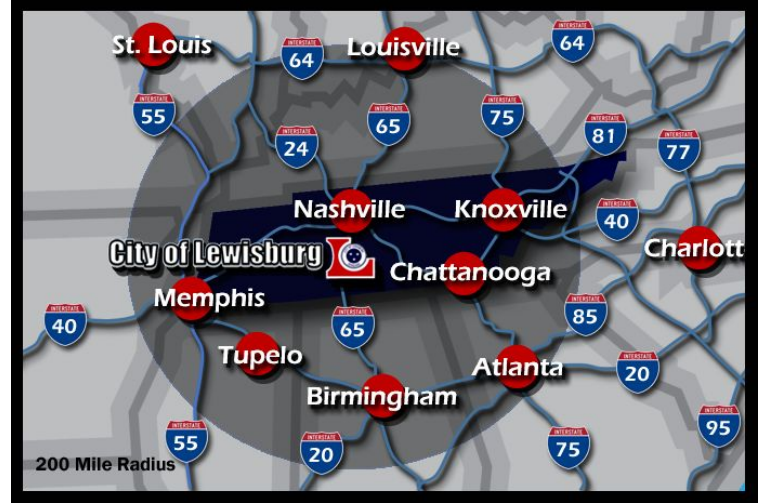 St. Louis
Louisville
INTERSTATE
64
INTERSTATE
64
INTERSTATE
55
INTERSTATE
65
INTERSTATE
75
INTERSTATE
81
INTERSTATE
24
INTERSTATE
77
Nashville
Knoxville
INTERSTATE
40
City of Lewisburg
L
Charlott
Chattanooga
Memphis
INTERSTATE
40
INTERSTATE
65
INTERSTATE
85
Tupelo
Atlanta
INTERSTATE
20
Birmingham
INTERSTATE
95
INTERSTATE
55
INTERSTATE
20
INTERSTATE
75
200 Mile Radius